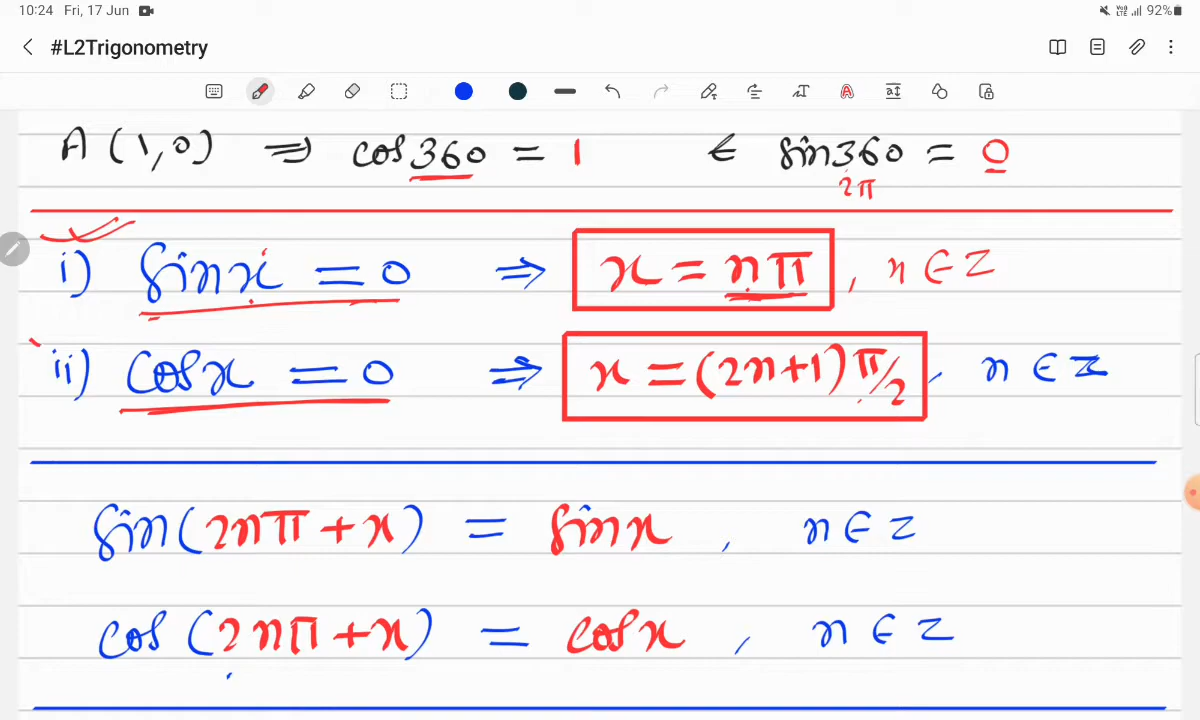 10:24 Fri, 17 Jun 92%
#L2Trigonometry
A (1,0) ⇒ cos 360 = 1 & sin 360 = 0
2π
i) sin x = 0 ⇒ x = nπ, n ∈ Z
ii) cos x = 0 ⇒ x = (2n+1) π/2, n ∈ Z
sin(2nπ + x) = sin x, n ∈ Z
cos (2nπ + x) = cos x, n ∈ Z